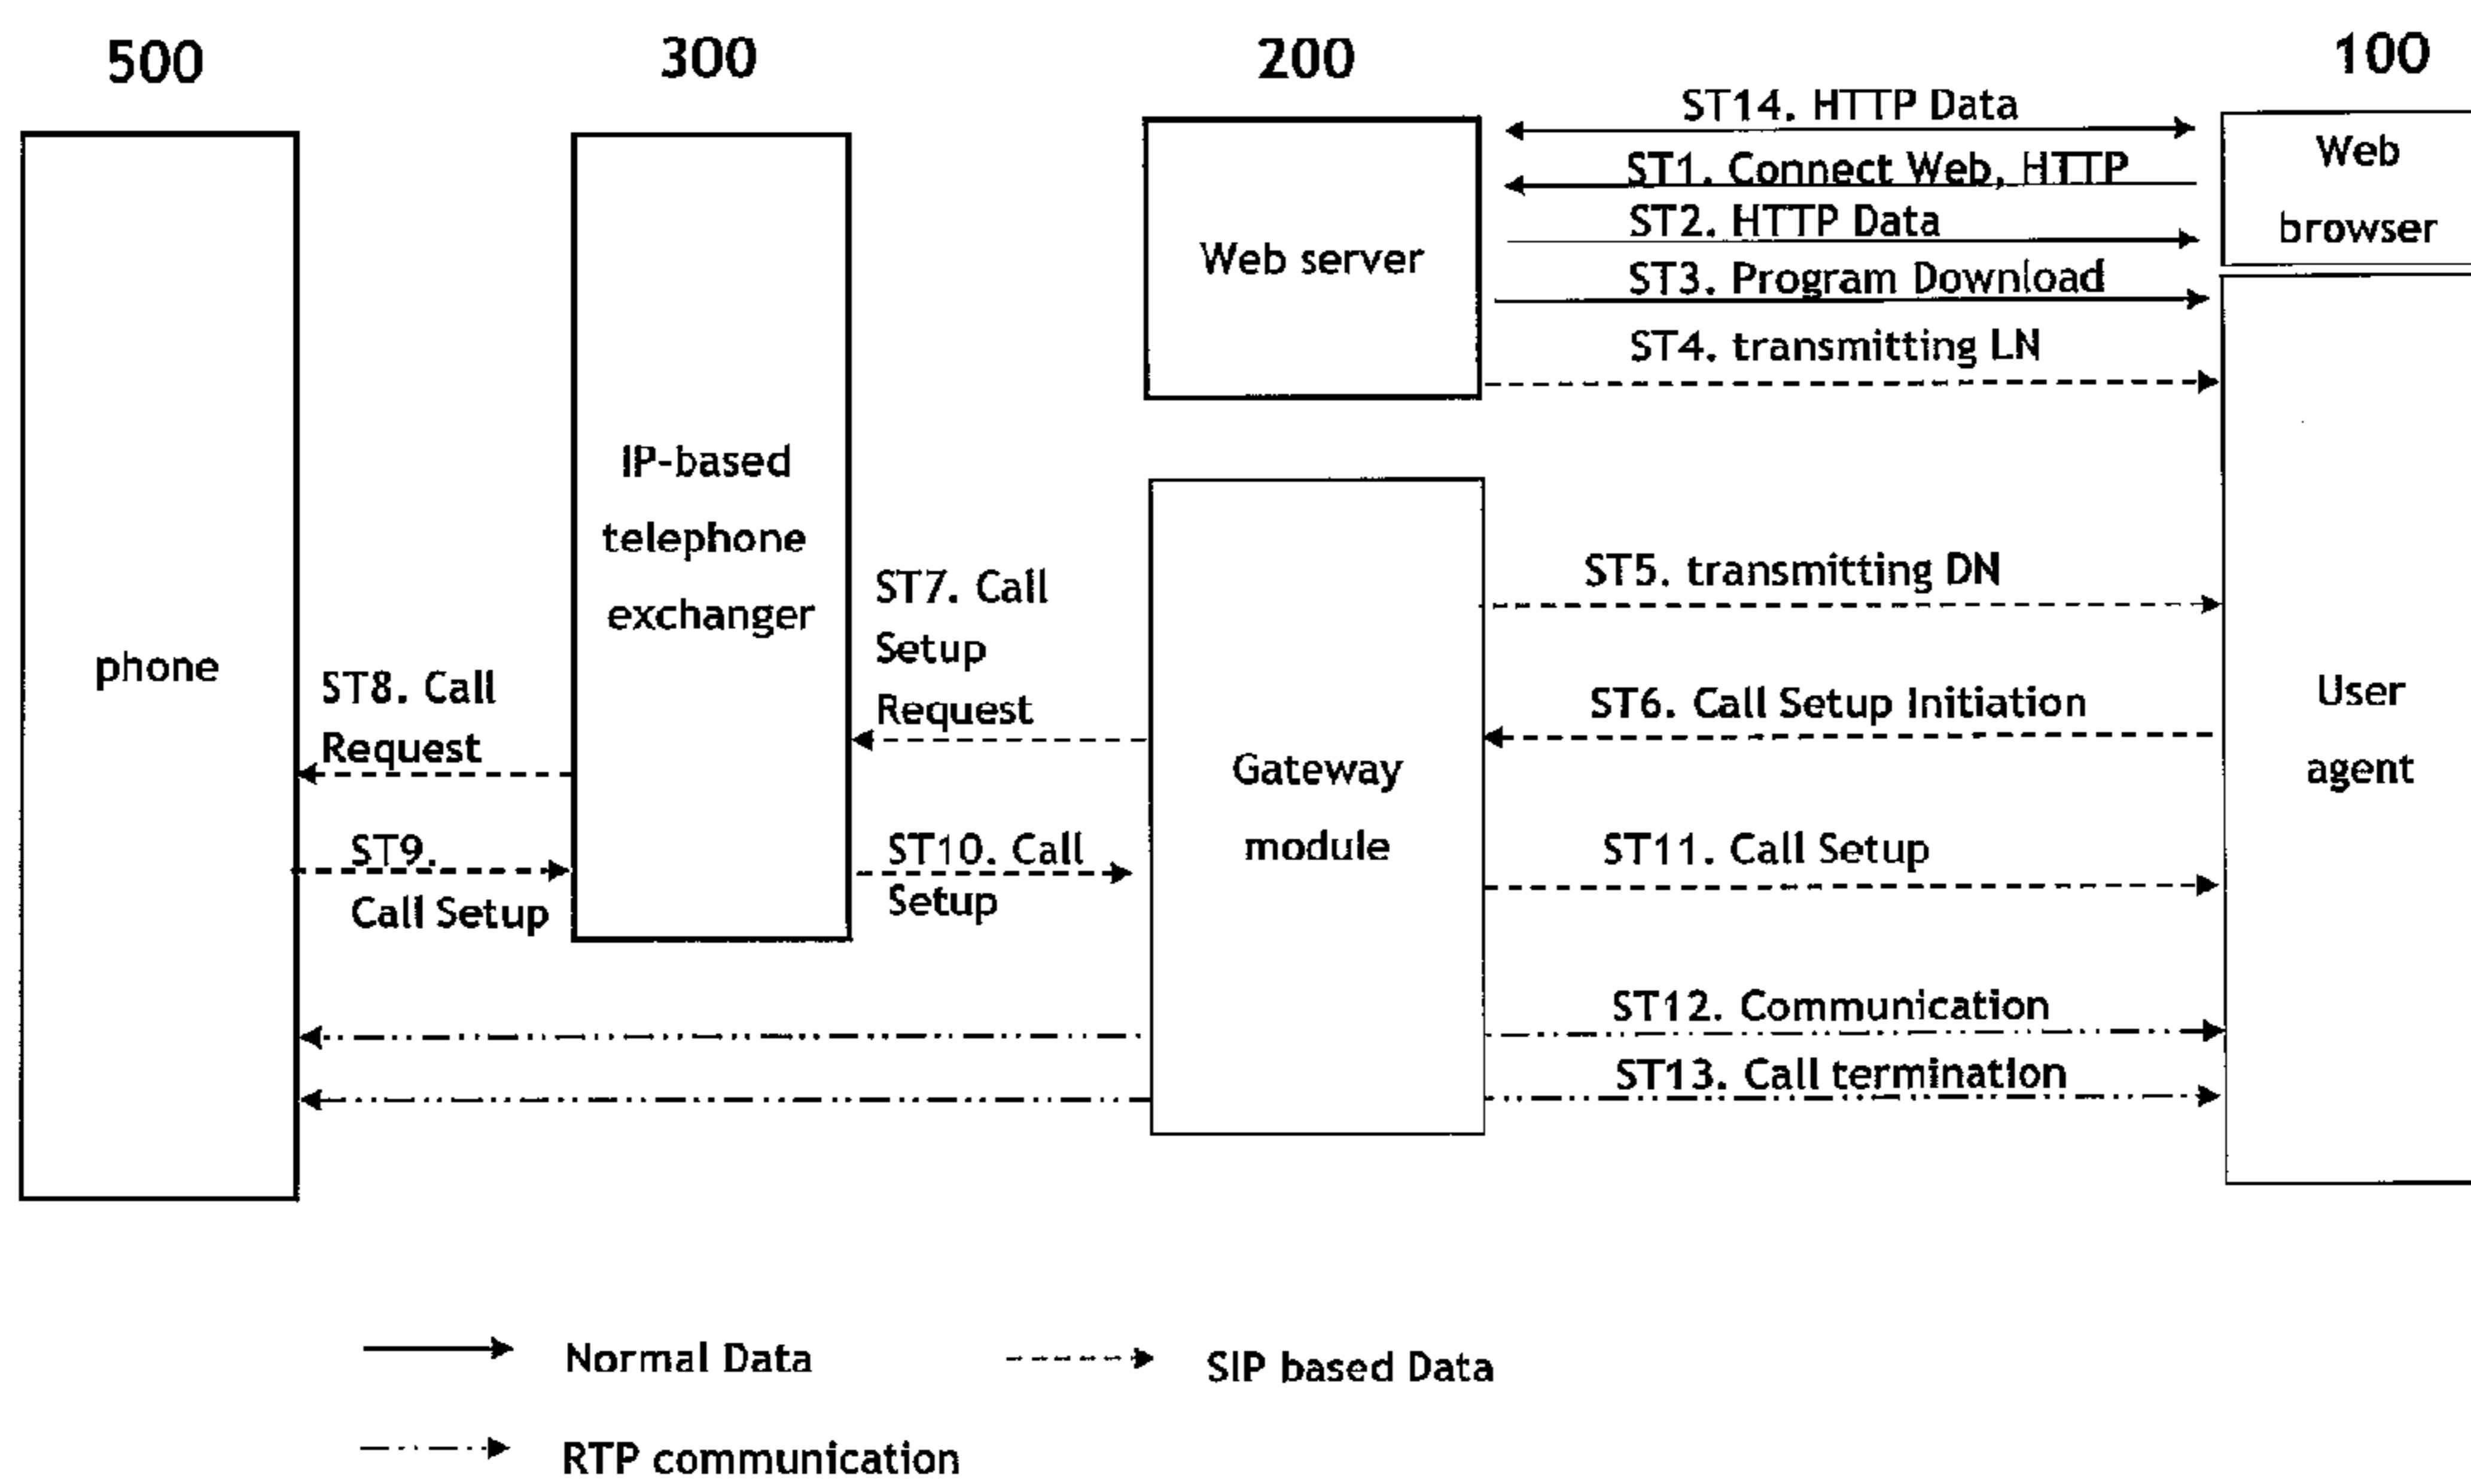 500
300
200
100
ST14. HTTP Data
ST1. Connect Web, HTTP
ST2. HTTP Data
ST3. Program Download
ST4. transmitting LN
Web
browser
Web server
IP-based
telephone
exchanger
phone
ST7. Call
Setup
Request
ST8. Call
Request
ST9.
Call Setup
ST10. Call
Setup
Gateway
module
ST5. transmitting DN
ST6. Call Setup Initiation
ST11. Call Setup
ST12. Communication
ST13. Call termination
User
agent
Normal Data
SIP based Data
RTP communication